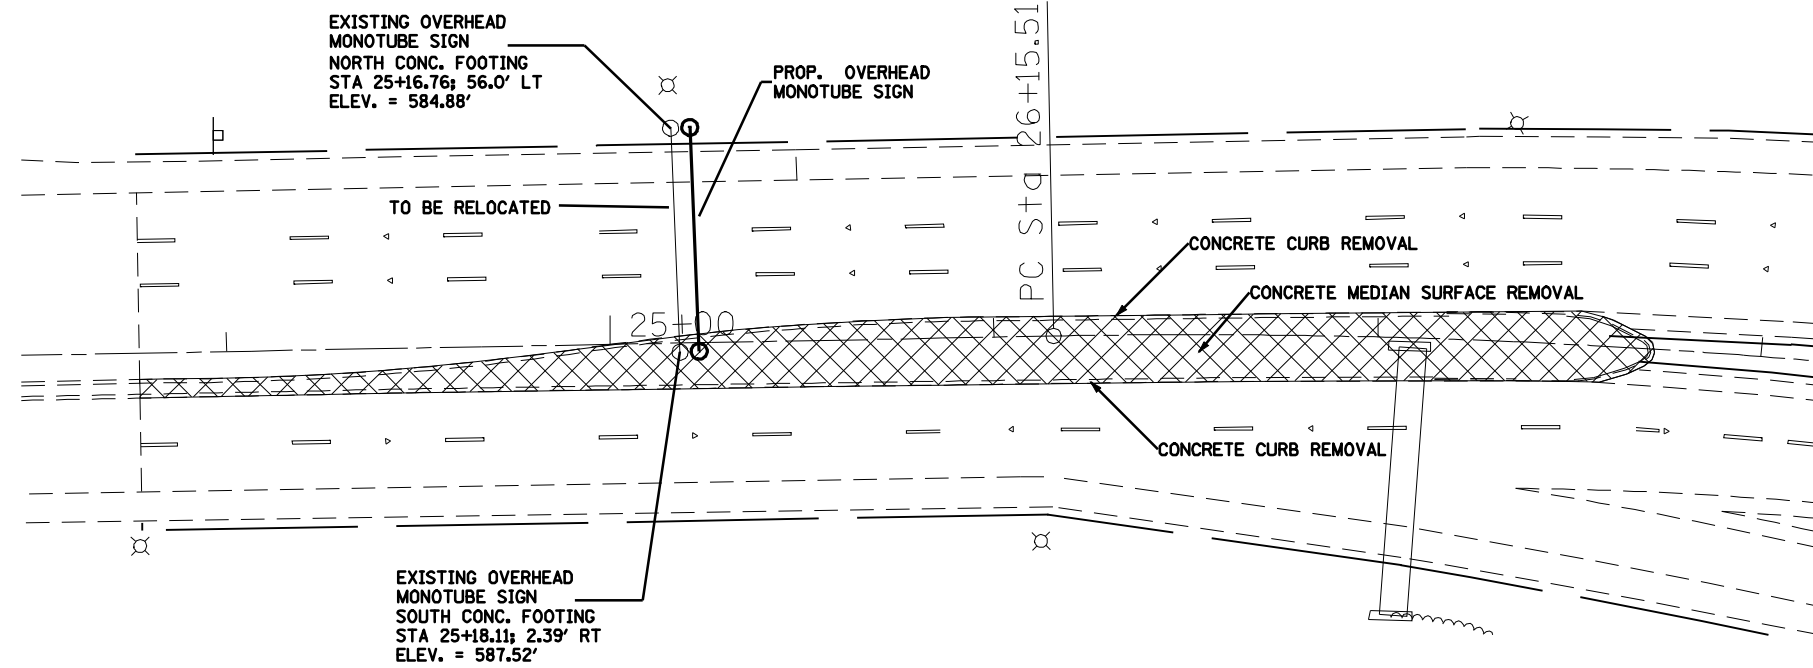 EXISTING OVERHEAD
MONOTUBE SIGN
NORTH CONC. FOOTING
STA 25+16.76; 56.0' LT
ELEV. = 584.88'
PROP.  OVERHEAD
MONOTUBE SIGN
PC Sta 26+15.51
TO BE RELOCATED
CONCRETE CURB REMOVAL
CONCRETE MEDIAN SURFACE REMOVAL
25+00
CONCRETE CURB REMOVAL
EXISTING OVERHEAD
MONOTUBE SIGN
SOUTH CONC. FOOTING
STA 25+18.11; 2.39' RT
ELEV. = 587.52'